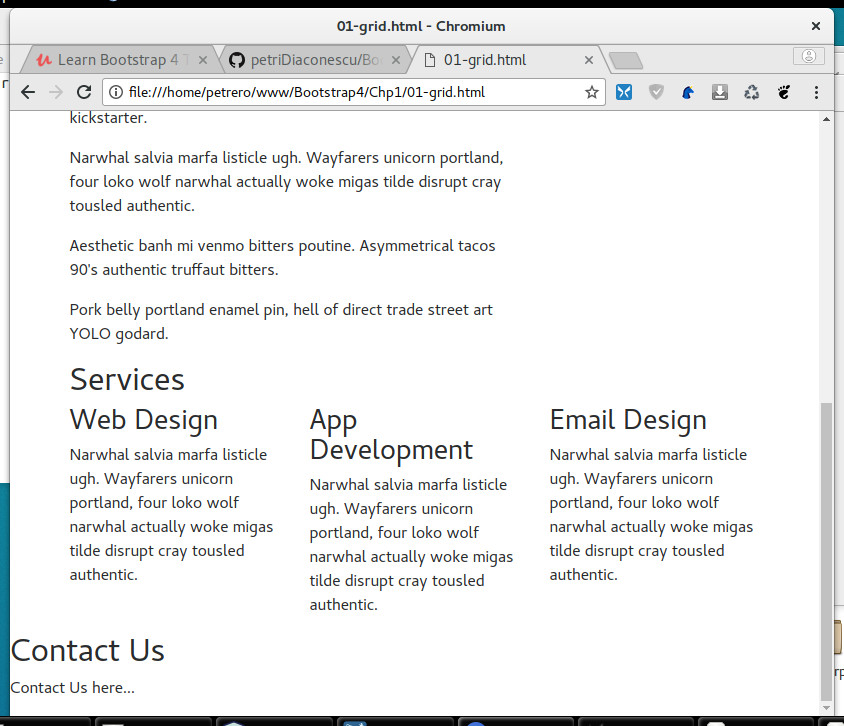 01-grid.html - Chromium
Learn Bootstrap 4 T
petriDiaconescu/Bo
01-grid.html
file:///home/petrero/www/Bootstrap4/Chp1/01-grid.html
kickstarter.
Narwhal salvia marfa listicle ugh. Wayfarers unicorn portland,
four loko wolf narwhal actually woke migas tilde disrupt cray
tousled authentic.
Aesthetic banh mi venmo bitters poutine. Asymmetrical tacos
90's authentic truffaut bitters.
Pork belly portland enamel pin, hell of direct trade street art
YOLO godard.
Services
Web Design
Narwhal salvia marfa listicle
ugh. Wayfarers unicorn
portland, four loko wolf
narwhal actually woke migas
tilde disrupt cray tousled
authentic.
App
Development
Narwhal salvia marfa listicle
ugh. Wayfarers unicorn
portland, four loko wolf
narwhal actually woke migas
tilde disrupt cray tousled
authentic.
Email Design
Narwhal salvia marfa listicle
ugh. Wayfarers unicorn
portland, four loko wolf
narwhal actually woke migas
tilde disrupt cray tousled
authentic.
Contact Us
Contact Us here...